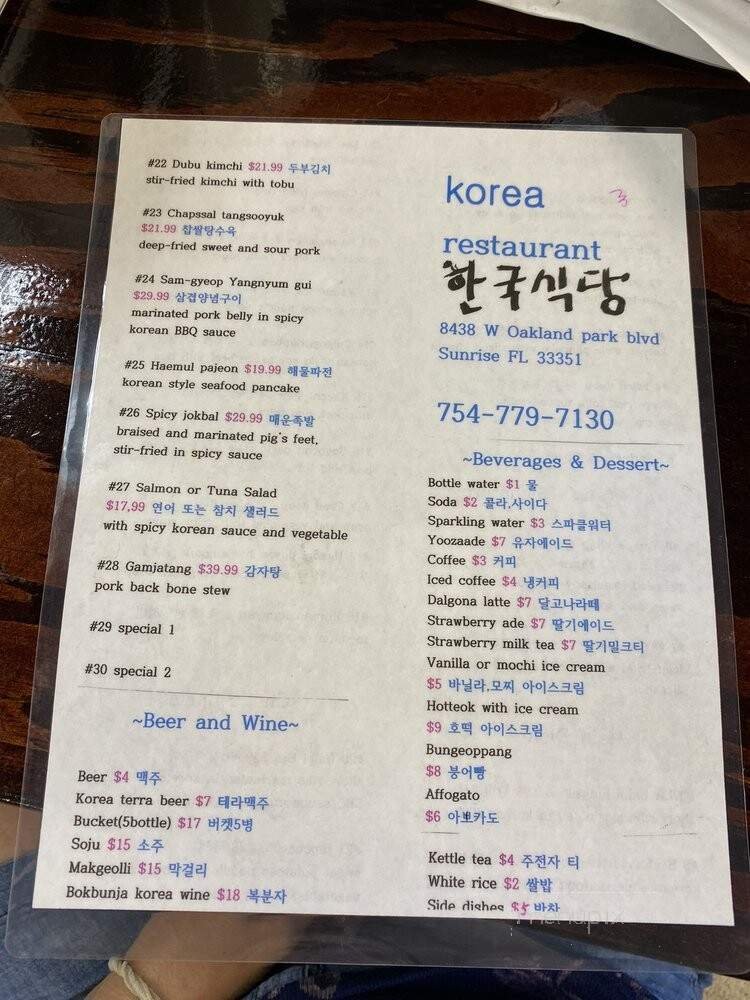 #22 Dubu kimchi $21.99 두부김치
stir-fried kimchi with tobu
#23 Chapssal tangsooyuk
$21.99 찹쌀탕수육
deep-fried sweet and sour pork
#24 Sam-gyeop Yangnyum gui
$29.99 삼겹양념구이
marinated pork belly in spicy
korean BBQ sauce
#25 Haemul pajeon $19.99 해물파전
korean style seafood pancake
#26 Spicy jokbal $29.99 매운족발
braised and marinated pig's feet,
stir-fried in spicy sauce
#27 Salmon or Tuna Salad
$17,99 연어 또는 참치 샐러드
with spicy korean sauce and vegetable
#28 Gamjatang $39.99 감자탕
pork back bone stew
#29 special 1
#30 special 2
~Beer and Wine~
Beer $4 맥주
Korea terra beer $7 테라맥주
Bucket(5bottle) $17 버켓5병
Soju $15 소주
Makgeolli $15 막걸리
Bokbunja korea wine $18 복분자
korea
restaurant
한국식당
8438 W Oakland park blvd
Sunrise FL 33351
754-779-7130
~Beverages & Dessert~
Bottle water $1 물
Soda $2 콜라,사이다
Sparkling water $3 스파클워터
Yoozaade $7 유자에이드
Coffee $3 커피
Iced coffee $4 냉커피
Dalgona latte $7 달고나라떼
Strawberry ade $7 딸기에이드
Strawberry milk tea $7 딸기밀크티
Vanilla or mochi ice cream
$5 바닐라,모찌 아이스크림
Hotteok with ice cream
$9 호떡 아이스크림
Bungeoppang
$8 붕어빵
Affogato
$6 아보카도
Kettle tea $4 주전자 티
White rice $2 쌀밥
Side dishes $5 반찬
menupix